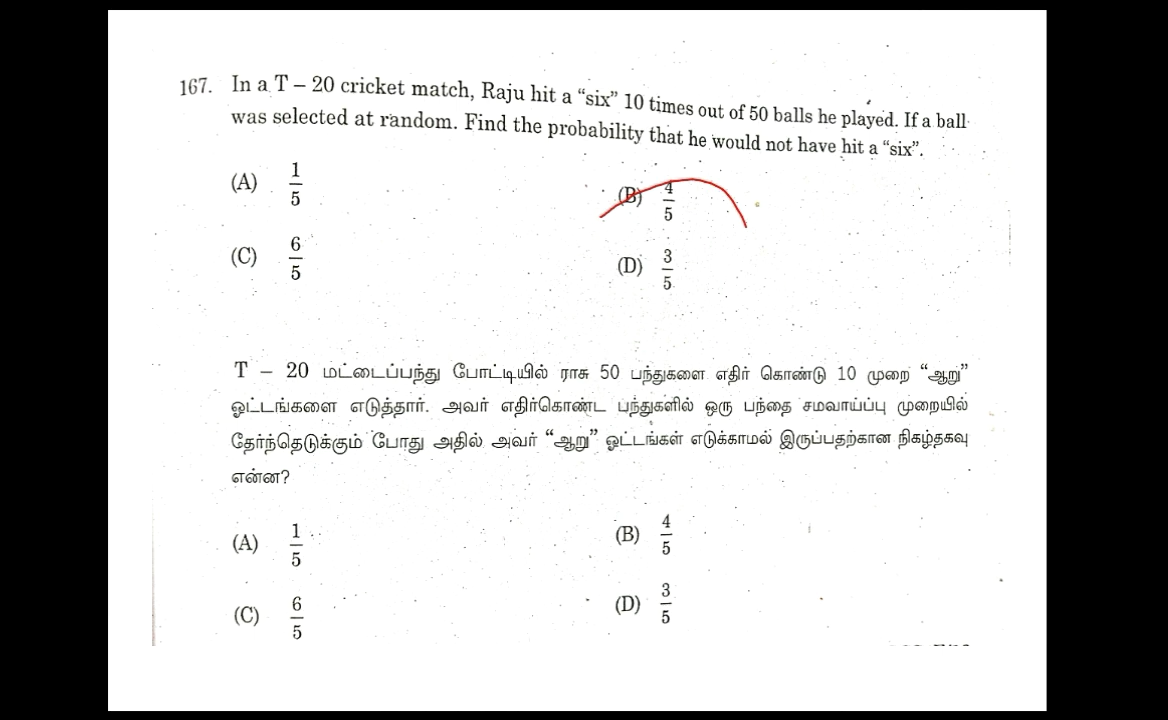 167. In a T – 20 cricket match, Raju hit a “six” 10 times out of 50 balls he played. If a ball
was selected at random. Find the probability that he would not have hit a “six”.
(A) 1/5 (B) 4/5
(C) 6/5 (D) 3/5
T – 20 மட்டைப்பந்து போட்டியில் ராசு 50 பந்துகளை எதிர் கொண்டு 10 முறை “ஆறு”
ஓட்டங்களை எடுத்தார். அவர் எதிர்கொண்ட பந்துகளில் ஒரு பந்தை சமவாய்ப்பு முறையில்
தேர்ந்தெடுக்கும் போது அதில் அவர் “ஆறு” ஓட்டங்கள் எடுக்காமல் இருப்பதற்கான நிகழ்தகவு
என்ன?
(A) 1/5 (B) 4/5
(C) 6/5 (D) 3/5